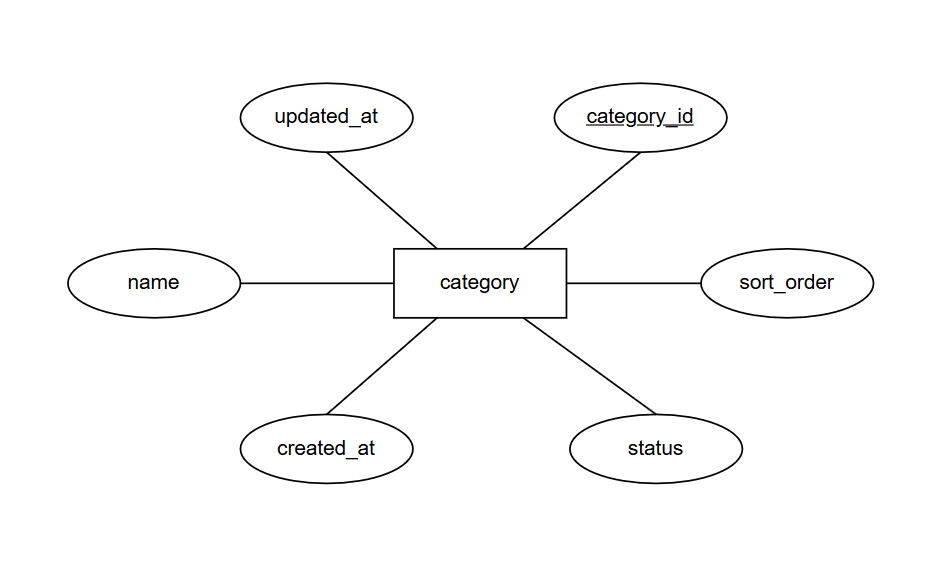 updated_at
category_id
name
category
sort_order
created_at
status